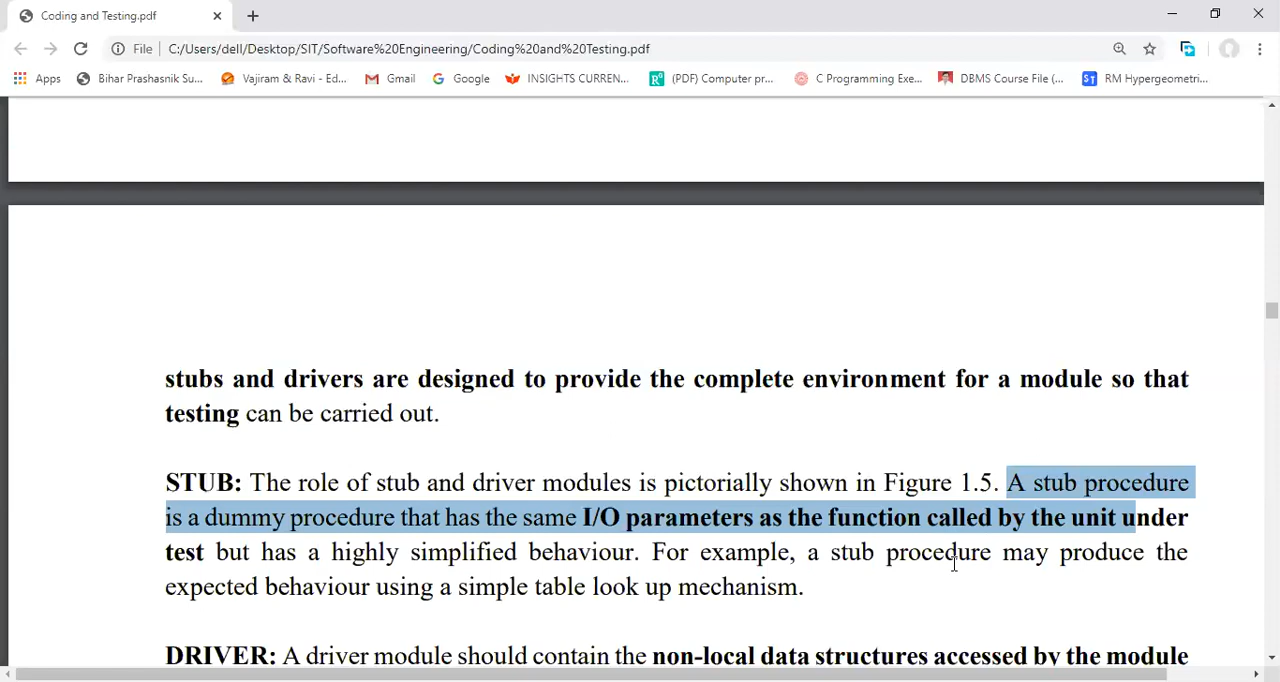 Coding and Testing.pdf
File C:/Users/dell/Desktop/SIT/Software%20Engineering/Coding%20and%20Testing.pdf
Apps Bihar Prashasnik Su... Vajiram & Ravi - Ed... Gmail Google INSIGHTS CURREN... (PDF) Computer pr... C Programming Exe... DBMS Course File (... ST RM Hypergeometri...
stubs and drivers are designed to provide the complete environment for a module so that
testing can be carried out.
STUB: The role of stub and driver modules is pictorially shown in Figure 1.5. A stub procedure
is a dummy procedure that has the same I/O parameters as the function called by the unit under
test but has a highly simplified behaviour. For example, a stub procedure may produce the
expected behaviour using a simple table look up mechanism.
DRIVER: A driver module should contain the non-local data structures accessed by the module